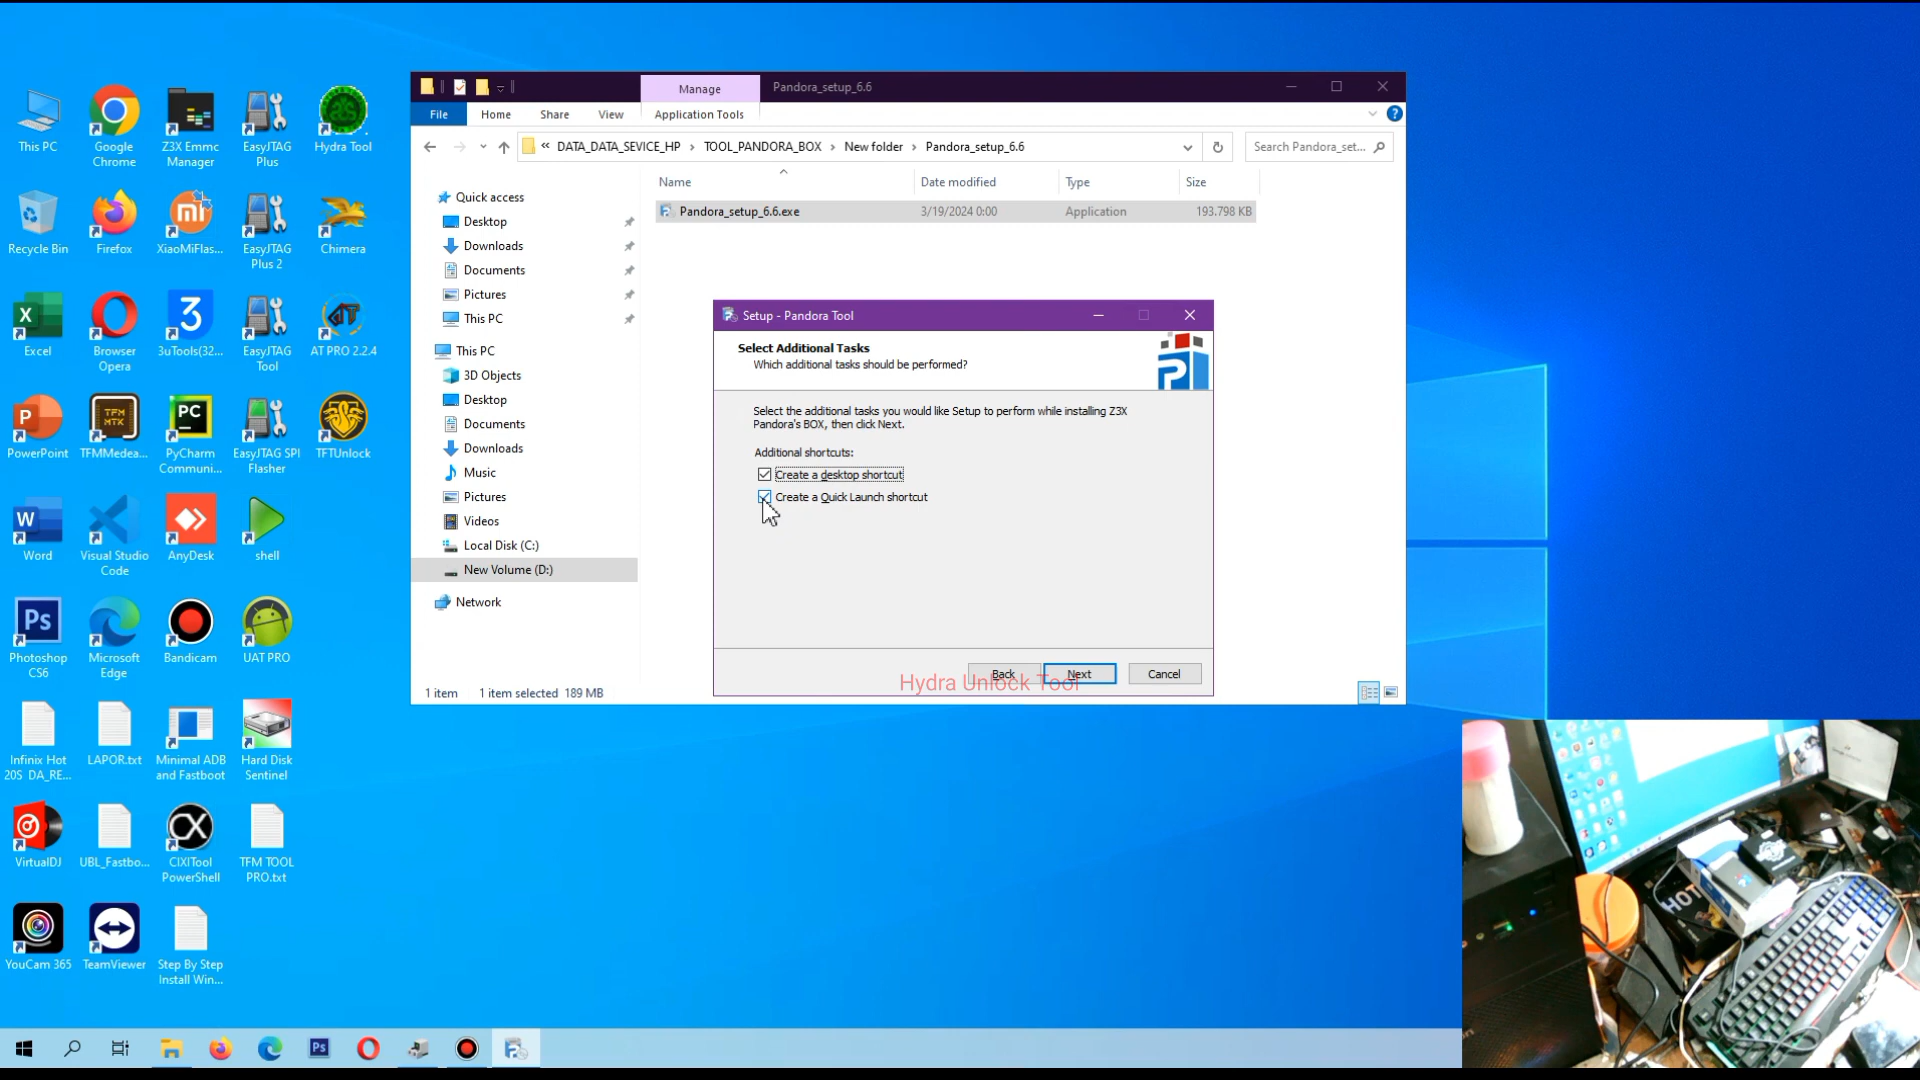 Manage
Pandora_setup_6.6
File
Home
Share
View
Application Tools
DATA_DATA_SEVICE_HP
TOOL_PANDORA_BOX
New folder
Pandora_setup_6.6
Search Pandora_set...
Name
Date modified
Type
Size
Pandora_setup_6.6.exe
3/19/2024 0:00
Application
193.798 KB
Quick access
Desktop
Downloads
Documents
Pictures
This PC
This PC
3D Objects
Desktop
Documents
Downloads
Music
Pictures
Videos
Local Disk (C:)
New Volume (D:)
Network
1 item
1 item selected 189 MB
Setup - Pandora Tool
Select Additional Tasks
Which additional tasks should be performed?
Select the additional tasks you would like Setup to perform while installing Z3X
Pandora's BOX, then click Next.
Additional shortcuts:
Create a desktop shortcut
Create a Quick Launch shortcut
Back
Next
Cancel
Hydra Unlock Tool
This PC
Google
Chrome
Z3X Emmc
Manager
EasyJTAG
Plus
Hydra Tool
Recycle Bin
Firefox
XiaoMiFlas...
EasyJTAG
Plus 2
Chimera
Excel
Browser
Opera
3uTools(32...
EasyJTAG
Tool
AT PRO 2.2.4
PowerPoint
TFM
MTK
TFMMedea...
PC
PyCharm
Communi...
EasyJTAG SPI
Flasher
TFTUnlock
Word
Visual Studio
Code
AnyDesk
shell
Ps
Photoshop
CS6
Microsoft
Edge
Bandicam
UAT PRO
Infinix Hot
20S DA_RE...
LAPOR.txt
Minimal ADB
and Fastboot
Hard Disk
Sentinel
VirtualDJ
UBL_Fastbo...
CX
CIXITool
PowerShell
TFM TOOL
PRO.txt
YouCam 365
TeamViewer
Step By Step
Install Win...
Ps
HOT